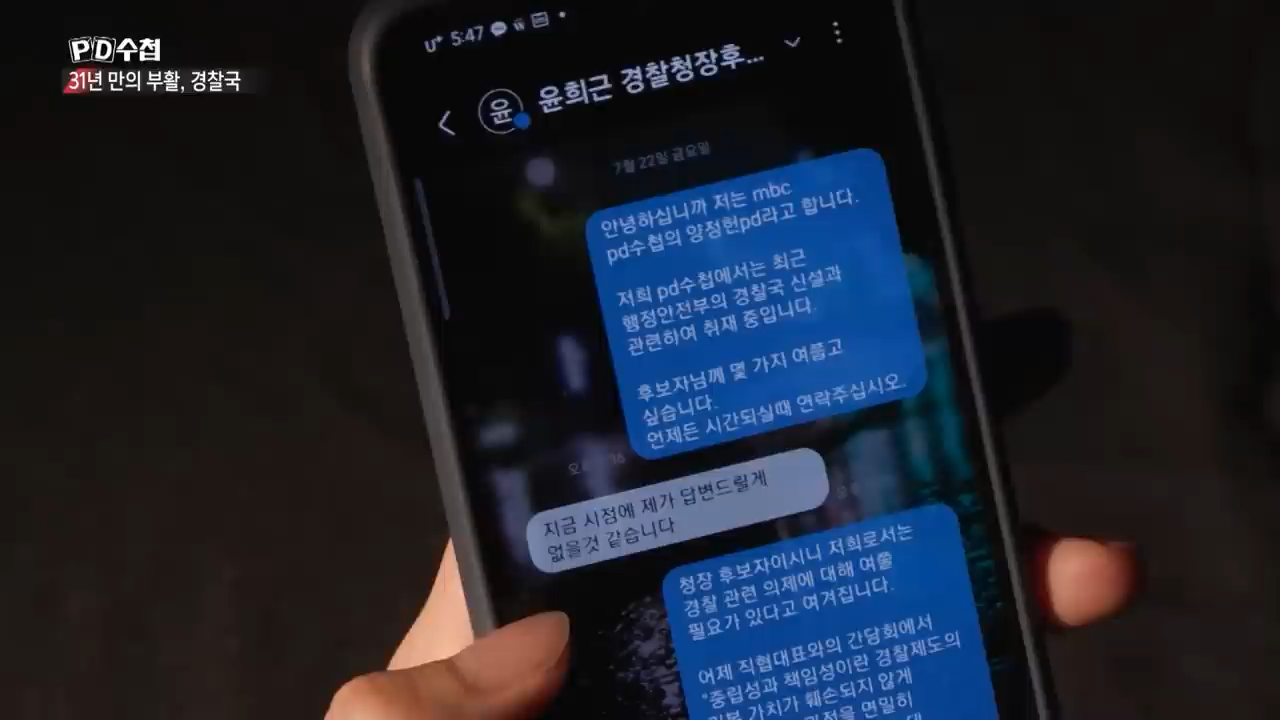 PD수첩
31년 만의 부활, 경찰국
U+ 5:47
윤 윤희근 경찰청장후...
7월 22일 금요일
안녕하십니까 저는 mbc
pd수첩의 양정헌pd라고 합니다.
저희 pd수첩에서는 최근
행정안전부의 경찰국 신설과
관련하여 취재 중입니다.
후보자님께 몇 가지 여쭙고
싶습니다.
언제든 시간되실때 연락주십시오.
지금 시점에 제가 답변드릴게
없을것 같습니다
청장 후보자이시니 저희로서는
경찰 관련 의제에 대해 여쭐
필요가 있다고 여겨집니다.
어제 직협대표와의 간담회에서
"중립성과 책임성이란 경찰제도의
가치가 훼손되지 않게
면밀히